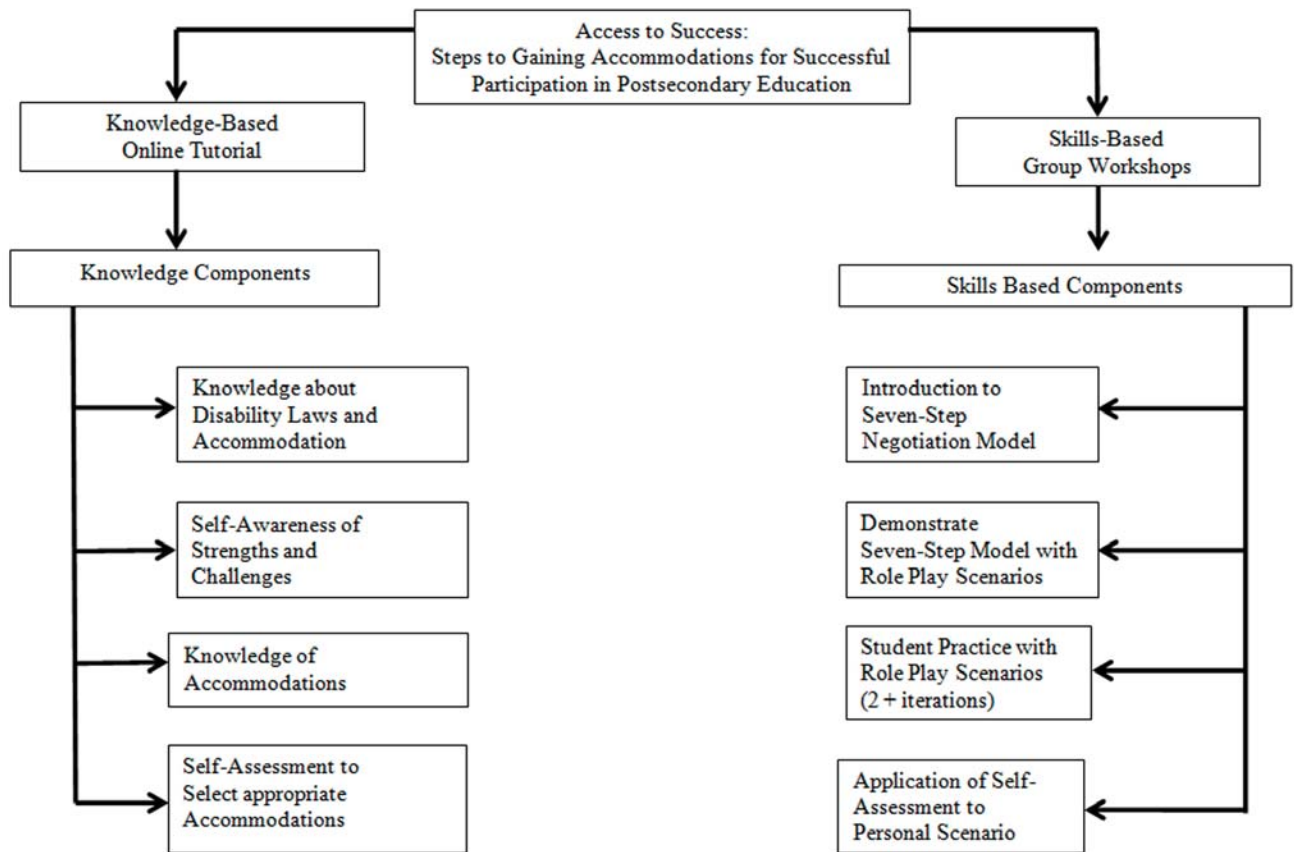 Access to Success:
Steps to Gaining Accommodations for Successful
Participation in Postsecondary Education
Knowledge-Based
Online Tutorial
Skills-Based
Group Workshops
Knowledge Components
Skills Based Components
Knowledge about
Disability Laws and
Accommodation
Self-Awareness of
Strengths and
Challenges
Knowledge of
Accommodations
Self-Assessment to
Select appropriate
Accommodations
Introduction to
Seven-Step
Negotiation Model
Demonstrate
Seven-Step Model with
Role Play Scenarios
Student Practice with
Role Play Scenarios
(2 + iterations)
Application of Self-
Assessment to
Personal Scenario